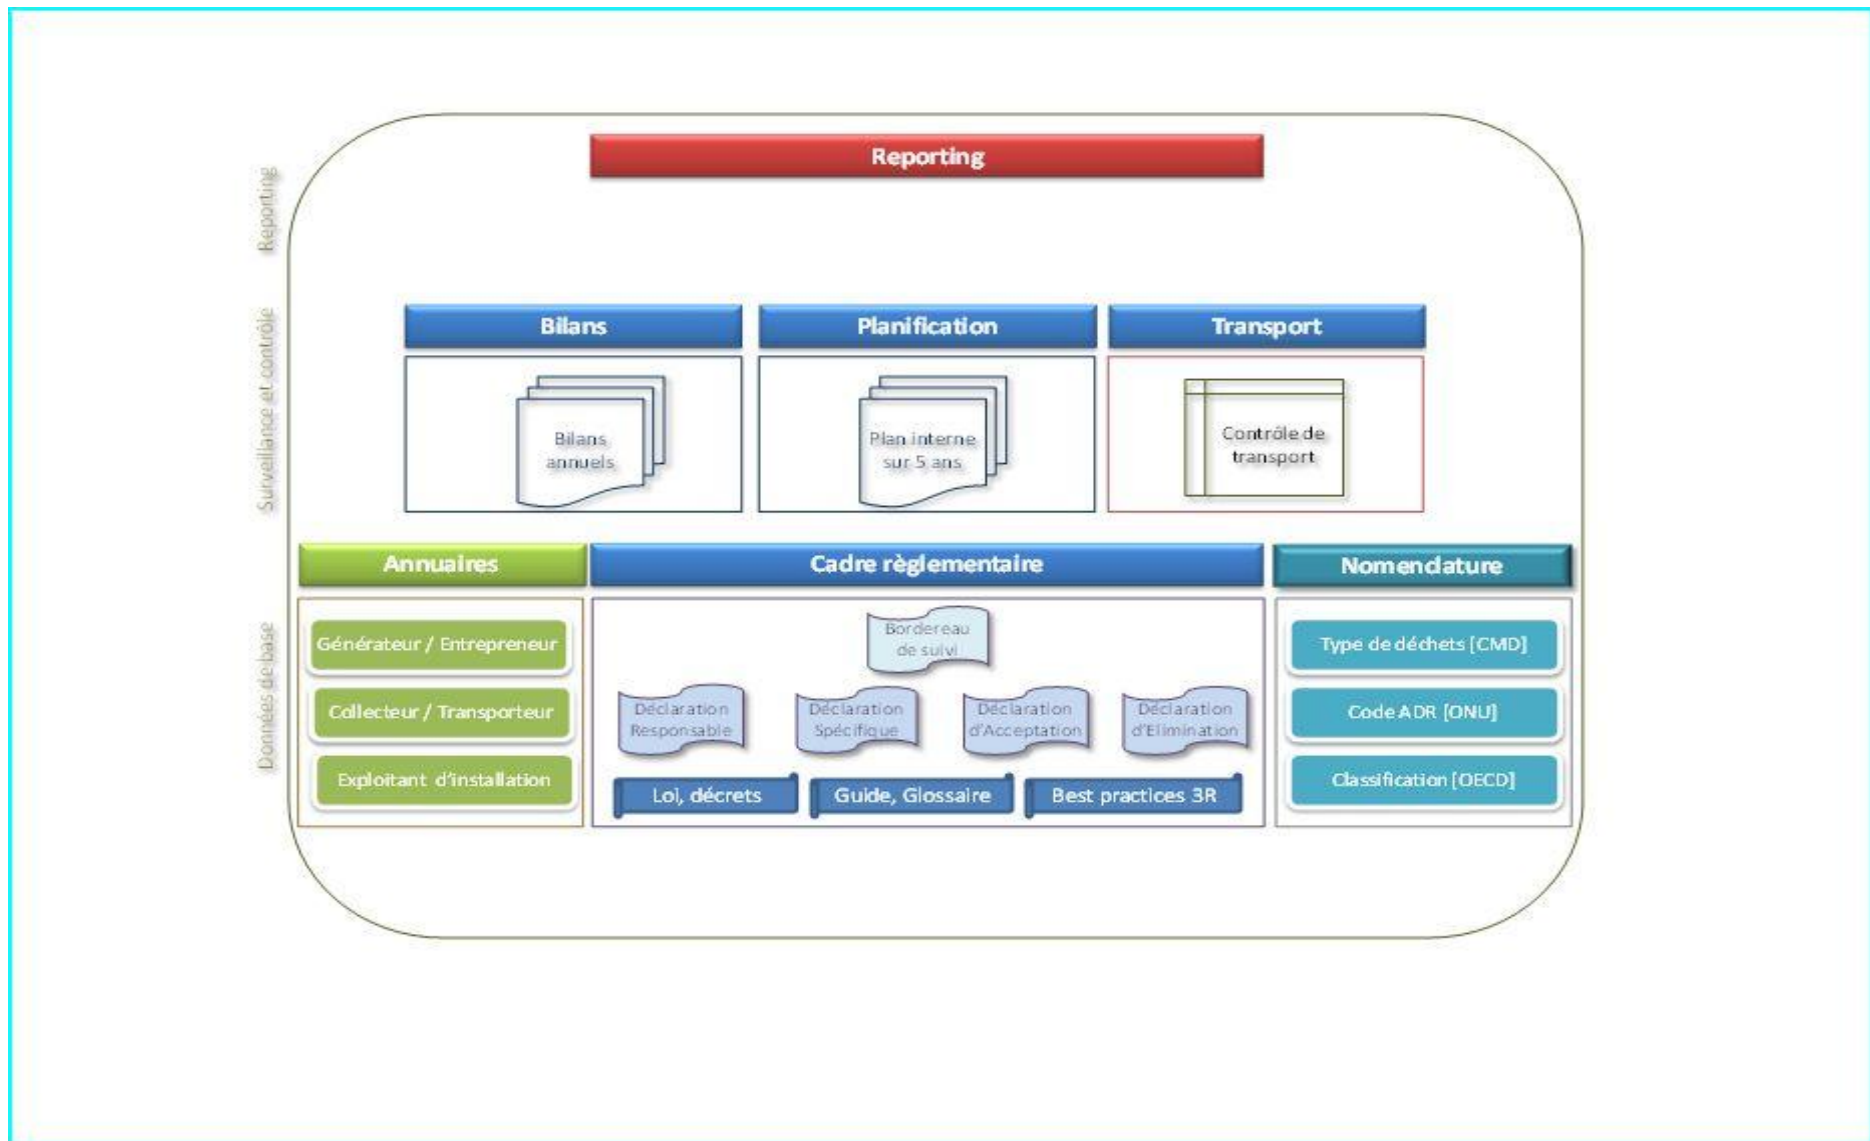 Reporting
Reporting
Surveillance et contrôle
Bilans
Planification
Transport
Bilans
annuels
Plan interne
sur 5 ans
Contrôle de
transport
Données de base
Annuaires
Cadre règlementaire
Nomenclature
Générateur / Entrepreneur
Collecteur / Transporteur
Exploitant d'installation
Bordereau
de suivi
Déclaration
Responsable
Déclaration
Spécifique
Déclaration
d'Acceptation
Déclaration
d'Elimination
Loi, décrets
Guide, Glossaire
Best practices 3R
Type de déchets [CMD]
Code ADR [ONU]
Classification [OECD]